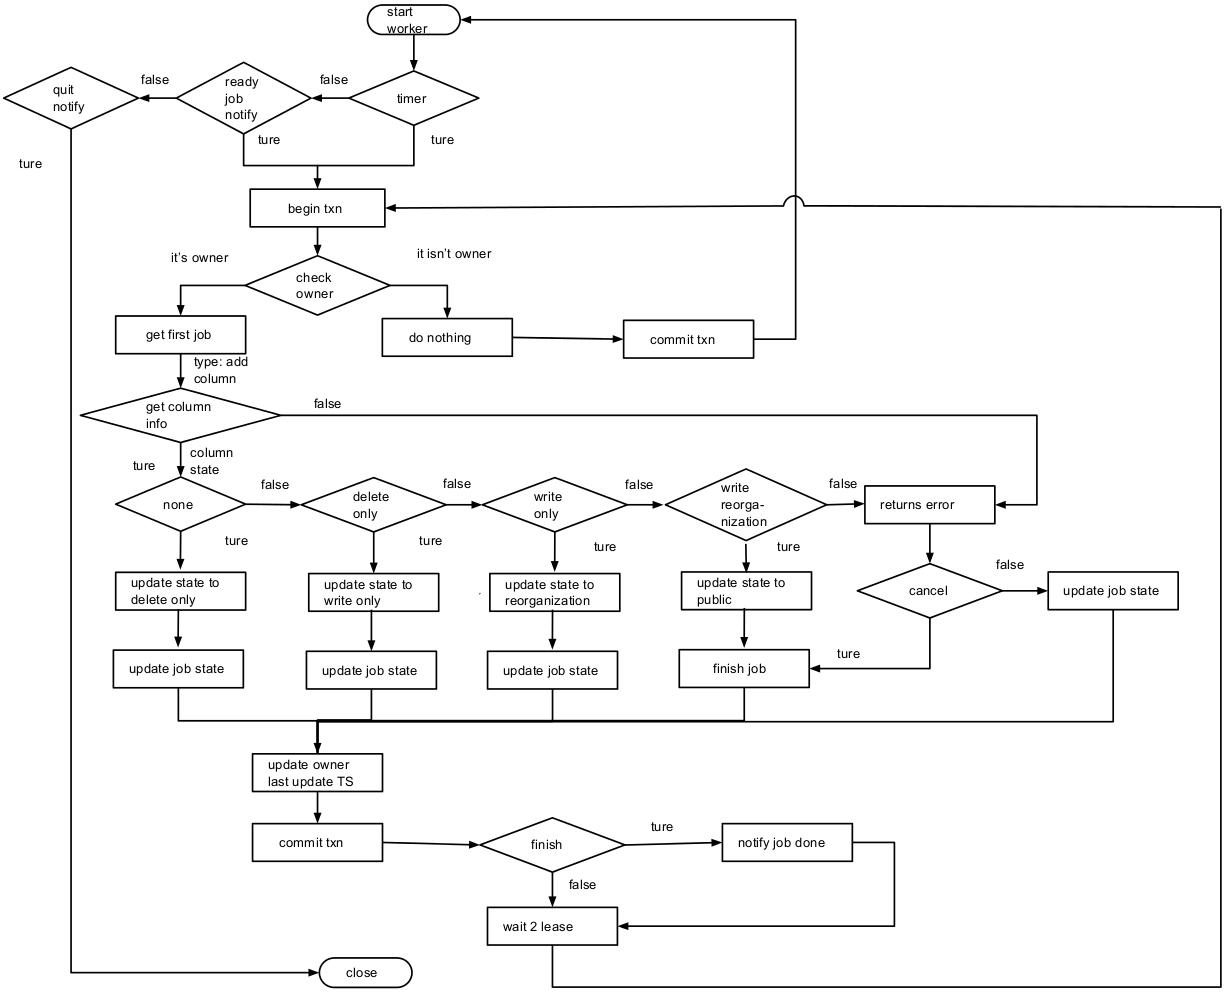 start
worker
false
false
quit
notify
ready
job
notify
timer
ture
ture
ture
begin txn
it's owner
it isn't owner
check
owner
get first job
do nothing
commit txn
type: add
column
get column
info
false
ture
column
state
none
false
delete
only
false
write
only
false
write
reorga-
nization
false
returns error
ture
ture
ture
ture
false
update state to
delete only
update state to
write only
update state to
reorganization
update state to
public
cancel
update job state
update job state
update job state
update job state
finish job
ture
update owner
last update TS
commit txn
finish
ture
notify job done
false
wait 2 lease
close